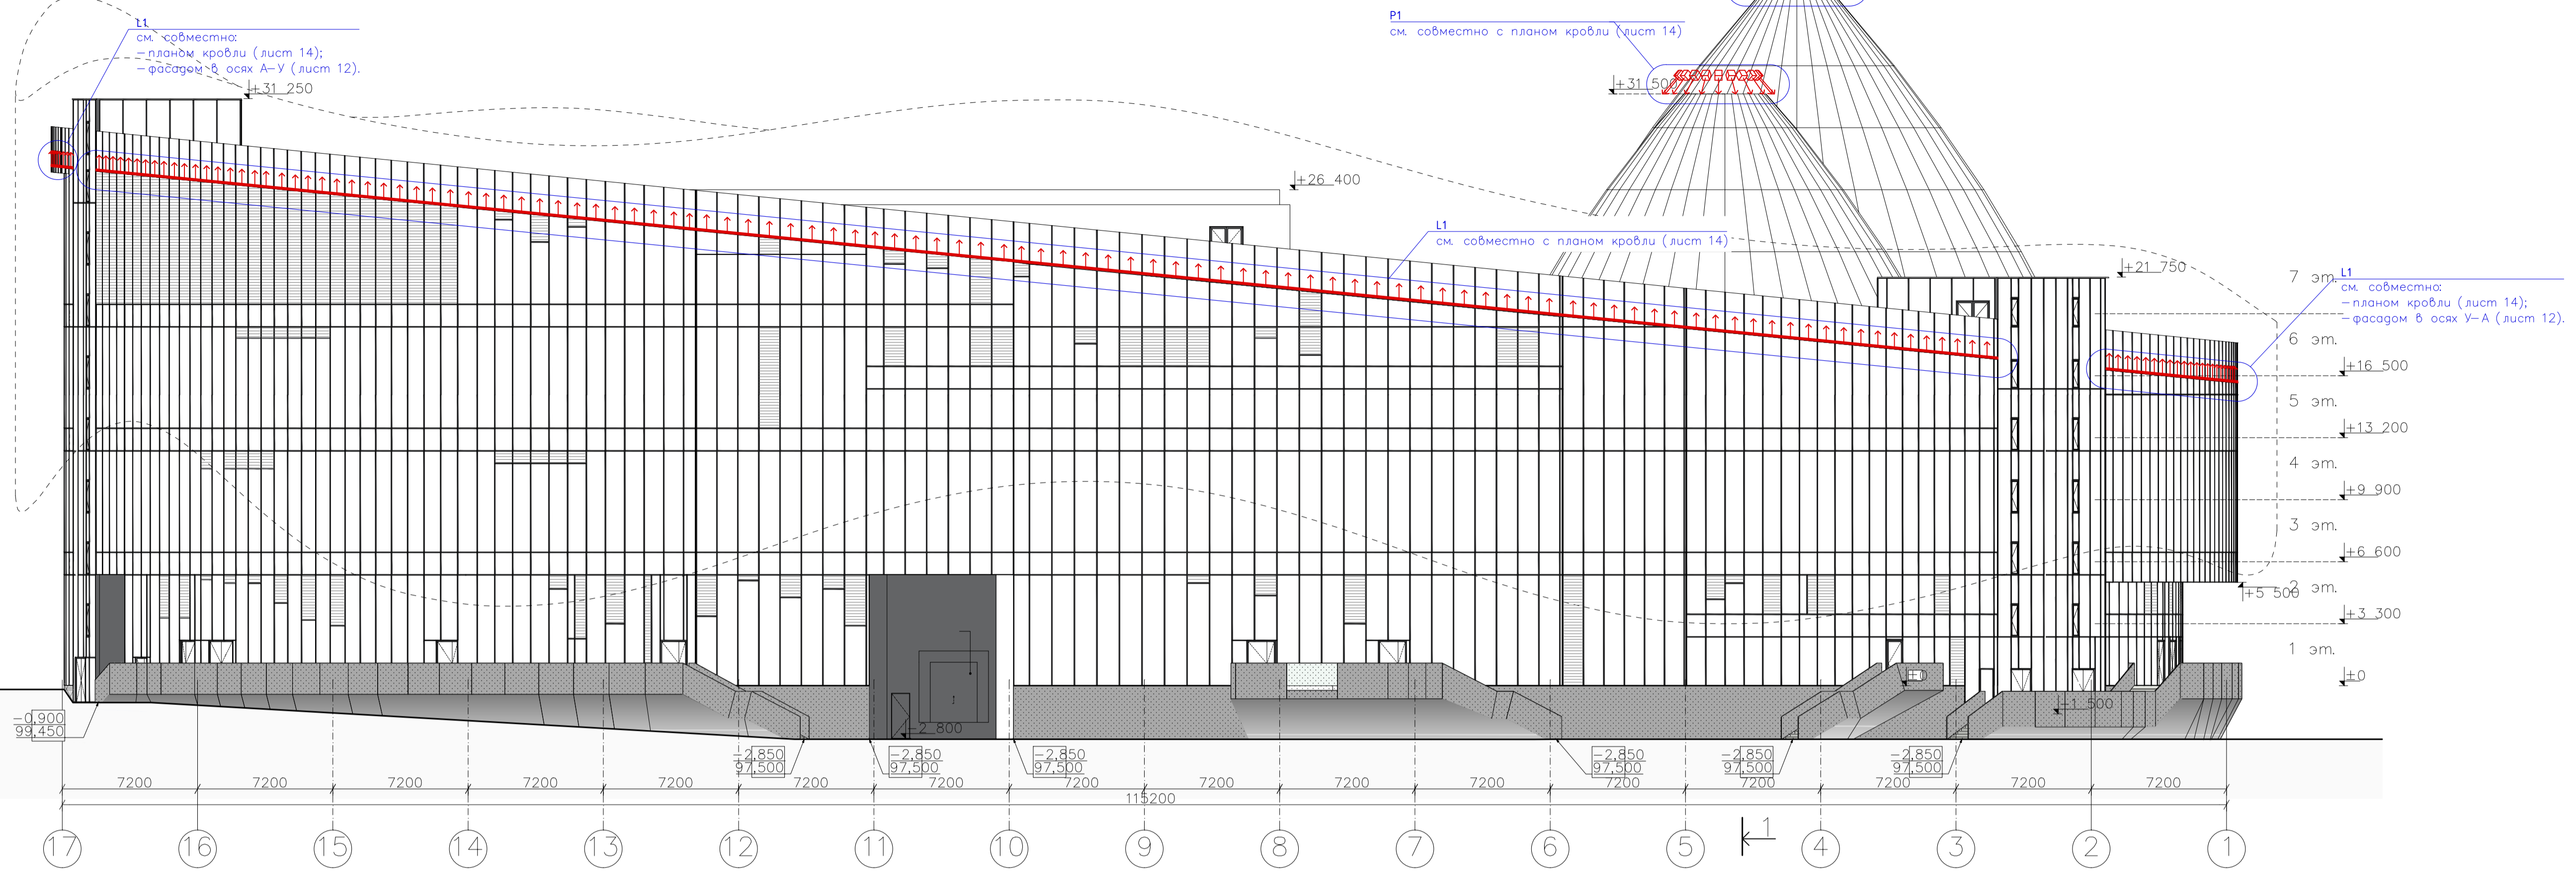 L1
см. совместно:
–планом кровли (лист 14);
–фасадом в осях А–У (лист 12).
P1
см. совместно с планом кровли (лист 14)
+31 250
+31 500
+26 400
L1
см. совместно с планом кровли (лист 14)
+21 750
7 эт.
L1
см. совместно:
–планом кровли (лист 14);
–фасадом в осях У–А (лист 12).
6 эт.
+16 500
5 эт.
+13 200
4 эт.
+9 900
3 эт.
+6 600
2 эт.
+5 500
+3 300
1 эт.
±0
±0
–1 500
–0,900
99,450
–2 800
–2,850
97,500
–2,850
97,500
–2,850
97,500
–2,850
97,500
–2,850
97,500
–2,850
97,500
7200 7200 7200 7200 7200 7200 7200 7200 7200 7200 7200 7200 7200 7200 7200 7200
115200
1
17 16 15 14 13 12 11 10 9 8 7 6 5 4 3 2 1